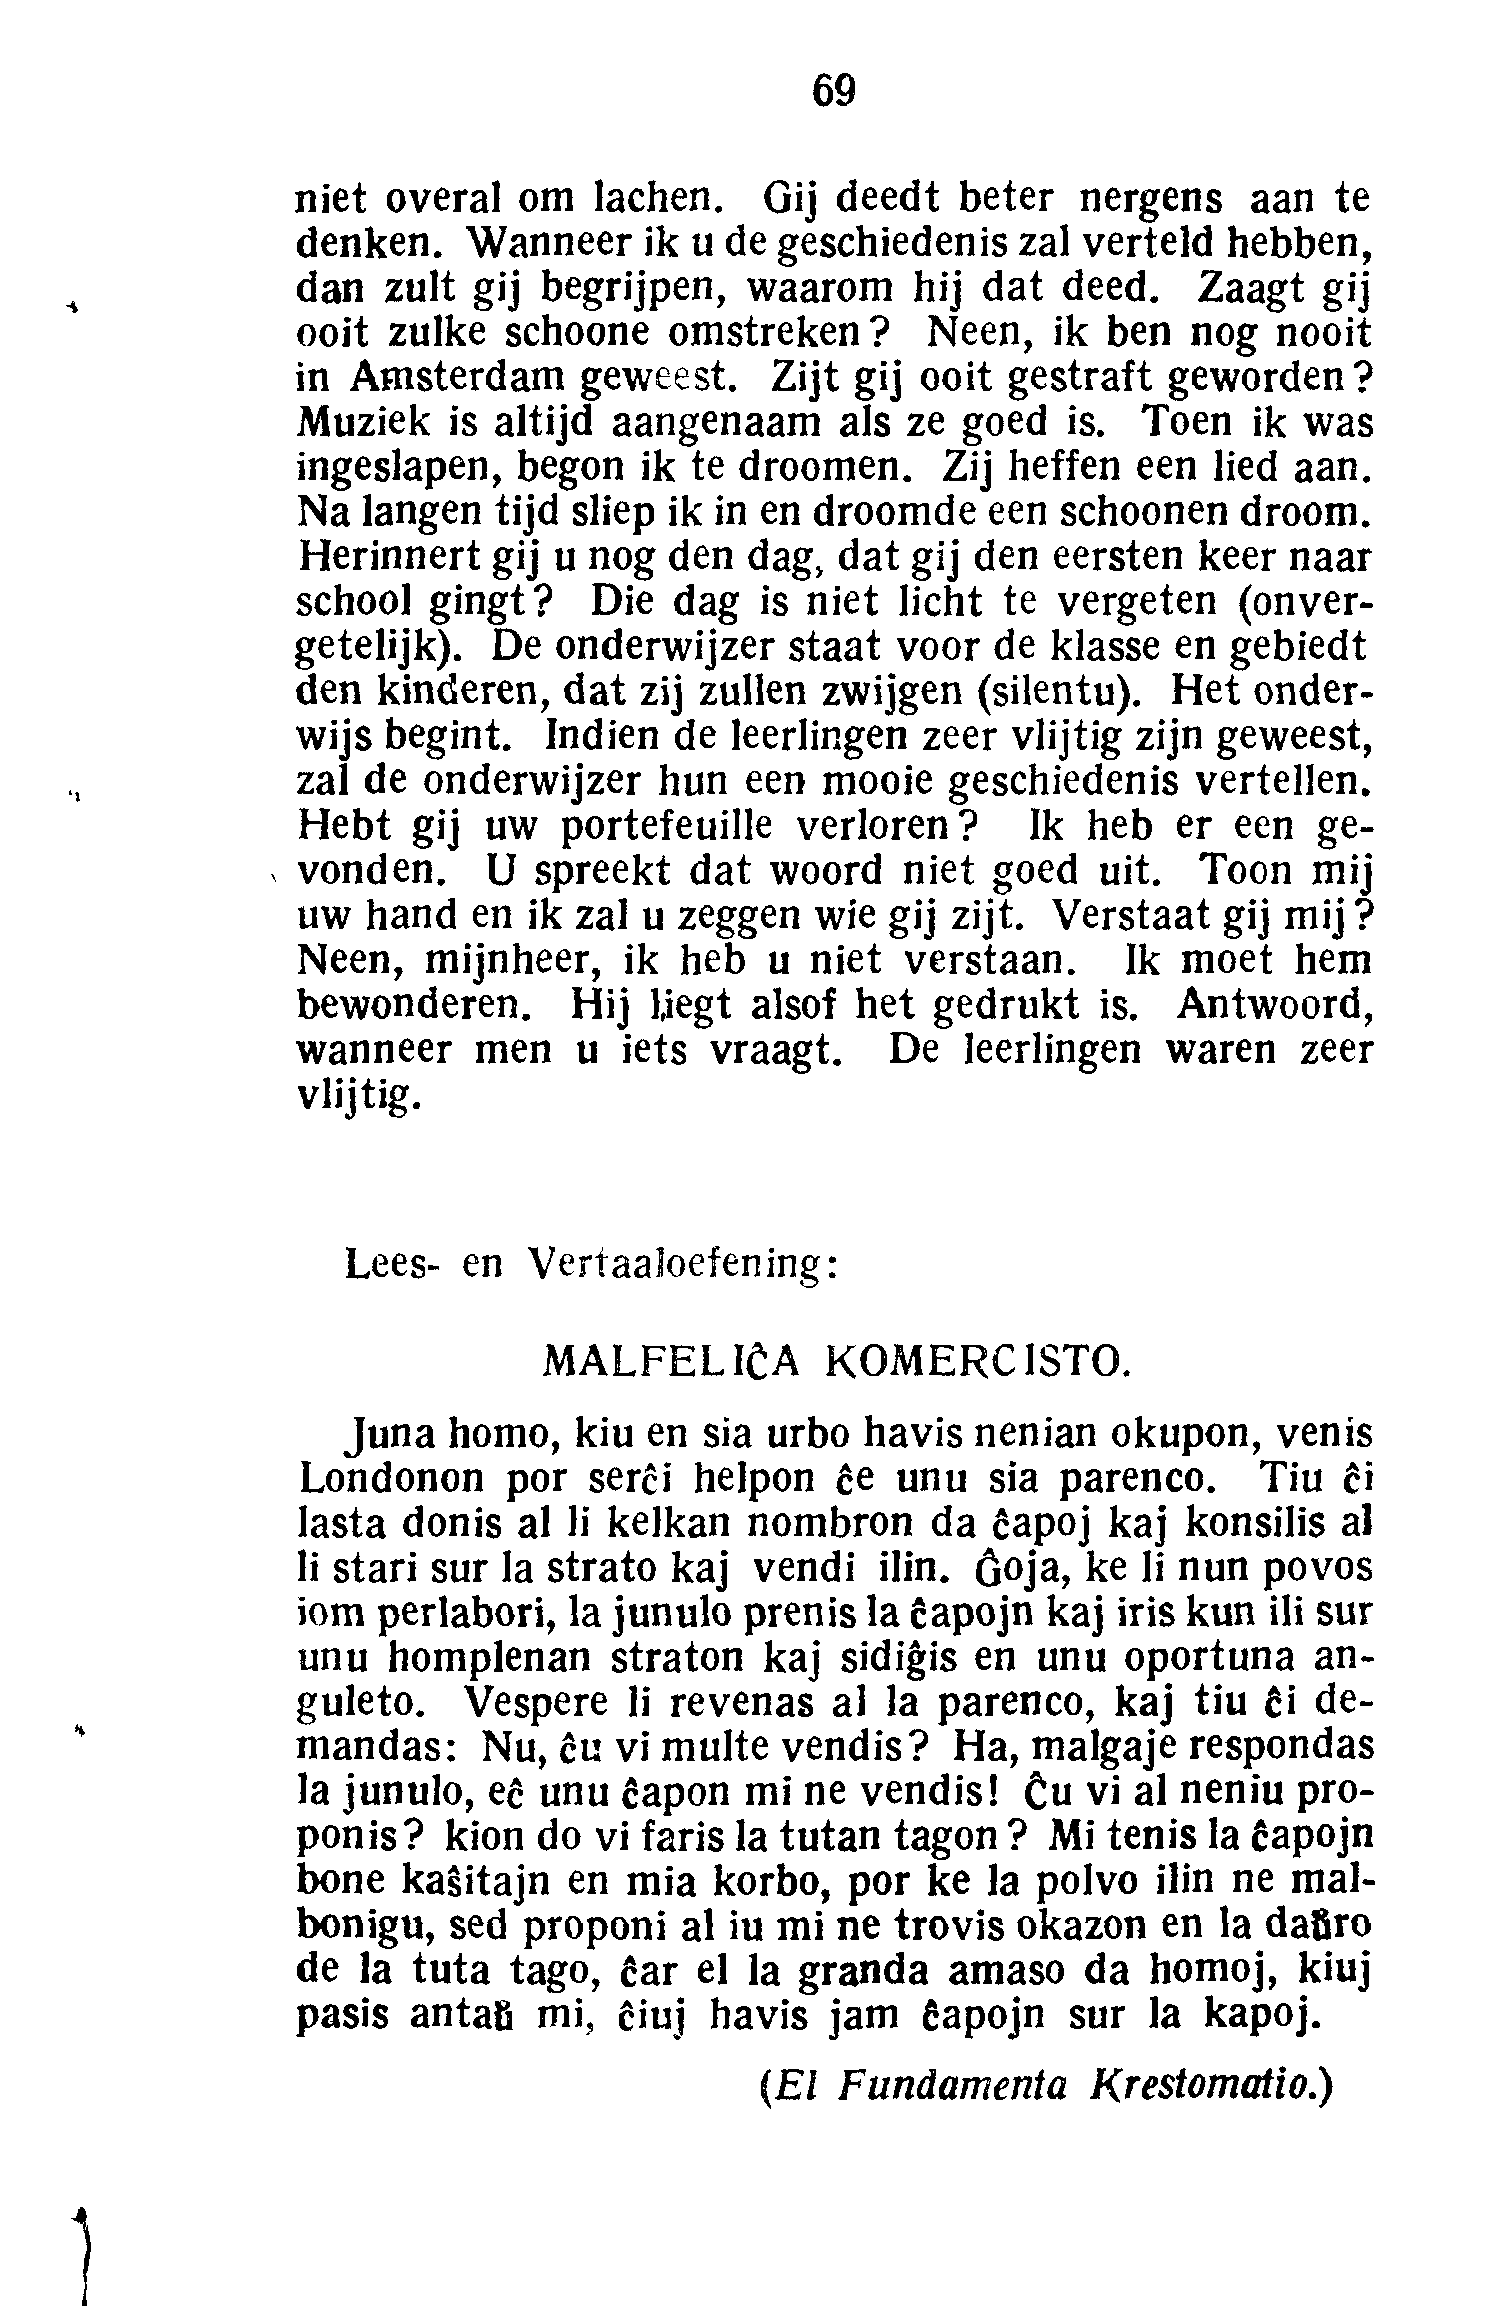 69
niet overal om lachen. Gij deedt beter nergens aan te
denken. Wanneer ik u de geschiedenis zal verteld hebben,
dan zult gij begrijpen, waarom hij dat deed. Zaagt gij
ooit zulke schoone omstreken? Neen, ik ben nog nooit
in Amsterdam geweest. Zijt gij ooit gestraft geworden?
Muziek is altijd aangenaam als ze goed is. Toen ik was
ingeslapen, begon ik te droomen. Zij heffen een lied aan.
Na langen tijd sliep ik in en droomde een schoonen droom.
Herinnert gij u nog den dag, dat gij den eersten keer naar
school gingt? Die dag is niet licht te vergeten (onver-
getelijk). De onderwijzer staat voor de klasse en gebiedt
den kinderen, dat zij zullen zwijgen (silentu). Het onder-
wijs begint. Indien de leerlingen zeer vlijtig zijn geweest,
zal de onderwijzer hun een mooie geschiedenis vertellen.
Hebt gij uw portefeuille verloren? Ik heb er een ge-
vonden. U spreekt dat woord niet goed uit. Toon mij
uw hand en ik zal u zeggen wie gij zijt. Verstaat gij mij?
Neen, mijnheer, ik heb u niet verstaan. Ik moet hem
bewonderen. Hij liegt alsof het gedrukt is. Antwoord,
wanneer men u iets vraagt. De leerlingen waren zeer
vlijtig.
Lees- en Vertaaloefening:
MALFELIĈA KOMERCISTO.
Juna homo, kiu en sia urbo havis nenian okupon, venis
Londonon por serĉi helpon ĉe unu sia parenco. Tiu ĉi
lasta donis al li kelkan nombron da ĉapoj kaj konsilis al
li stari sur la strato kaj vendi ilin. Ĝoja, ke li nun povos
iom perlabori, la junulo prenis la ĉapojn kaj iris kun ili sur
unu homplenan straton kaj sidiĝis en unu oportuna an-
guleto. Vespere li revenas al la parenco, kaj tiu ĉi de-
mandas: Nu, ĉu vi multe vendis? Ha, malgaje respondas
la junulo, eĉ unu ĉapon mi ne vendis! Ĉu vi al neniu pro-
ponis? kion do vi faris la tutan tagon? Mi tenis la ĉapojn
bone kaŝitajn en mia korbo, por ke la polvo ilin ne mal-
bonigu, sed proponi al iu mi ne trovis okazon en la daŭro
de la tuta tago, ĉar el la granda amaso da homoj, kiuj
pasis antaŭ mi, ĉiuj havis jam ĉapojn sur la kapoj.
(El Fundamenta Krestomatio.)